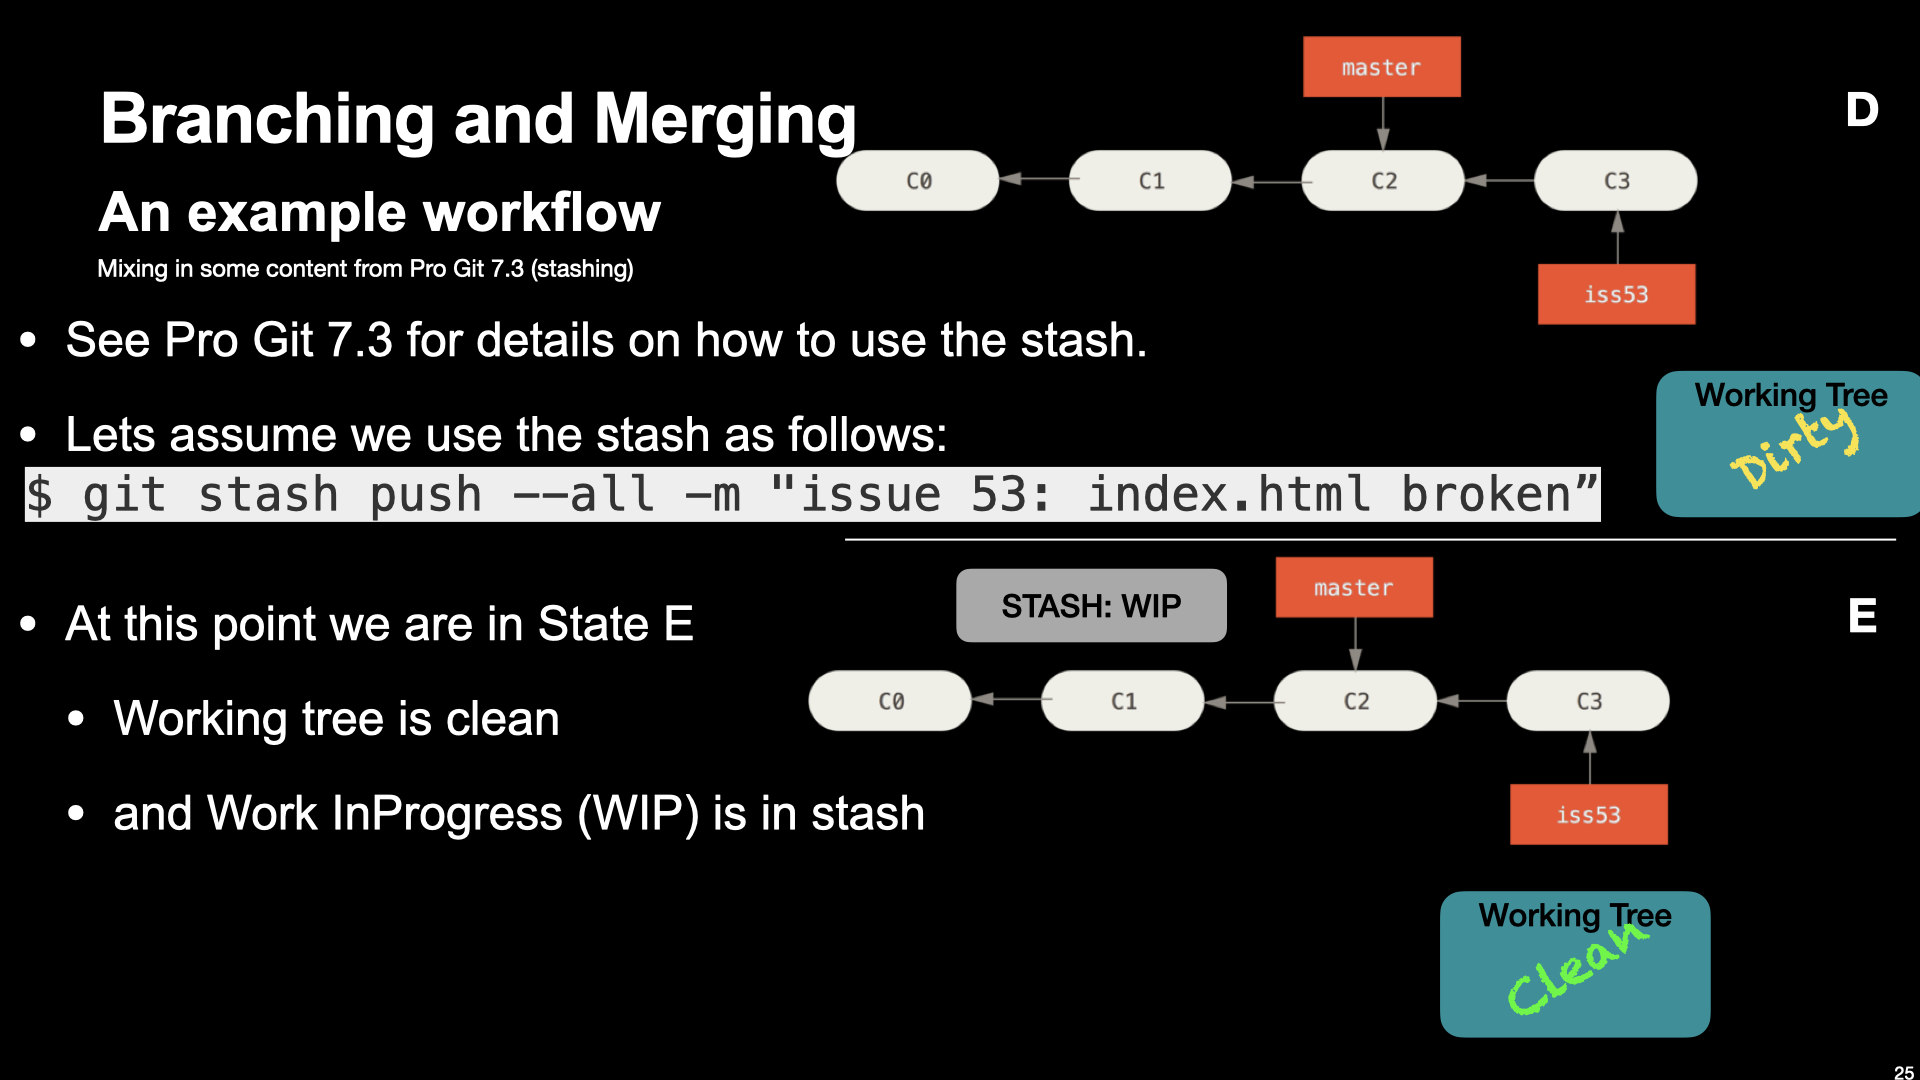 Branching and Merging
An example workflow
Mixing in some content from Pro Git 7.3 (stashing)
master
D
C0
C1
C2
C3
iss53
• See Pro Git 7.3 for details on how to use the stash.
Working Tree
Dirty
• Lets assume we use the stash as follows:
$ git stash push --all -m "issue 53: index.html broken”
STASH: WIP
master
E
• At this point we are in State E
C0
C1
C2
C3
• Working tree is clean
iss53
• and Work InProgress (WIP) is in stash
Working Tree
Clean
25